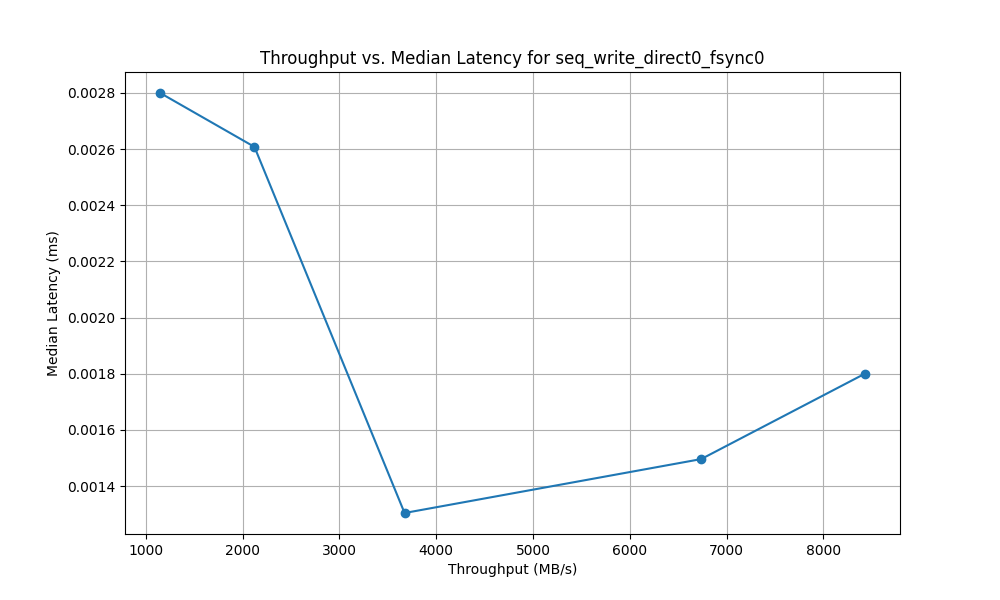 Throughput vs. Median Latency for seq_write_direct0_fsync0
Median Latency (ms)
0.0028
0.0026
0.0024
0.0022
0.0020
0.0018
0.0016
0.0014
1000 2000 3000 4000 5000 6000 7000 8000
Throughput (MB/s)